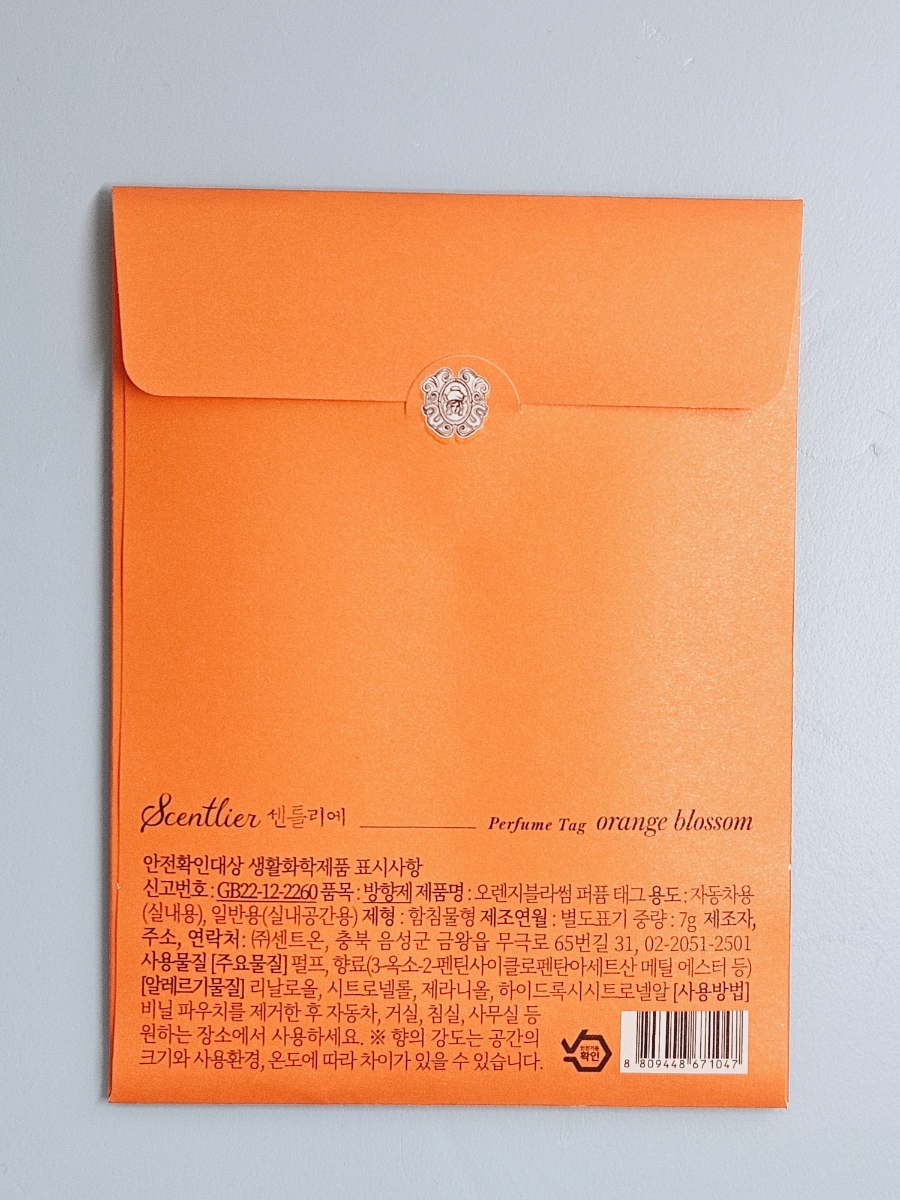 Scentlier 센틀리에 Perfume Tag orange blossom
안전확인대상 생활화학제품 표시사항
신고번호 : GB22-12-2260 품목 : 방향제 제품명 : 오렌지블라썸 퍼퓸 태그 용도 : 자동차용
(실내용), 일반용(실내공간용) 제형 : 함침물형 제조연월 : 별도표기 중량 : 7g 제조자,
주소, 연락처 : ㈜센트온, 충북 음성군 금왕읍 무극로 65번길 31, 02-2051-2501
사용물질 [주요물질] 펄프, 향료(3-옥소-2-펜틴사이클로펜탄아세트산 메틸 에스터 등)
[알레르기물질] 리날로올, 시트로넬롤, 제라니올, 하이드록시시트로넬알 [사용방법]
비닐 파우치를 제거한 후 자동차, 거실, 침실, 사무실 등
원하는 장소에서 사용하세요. ※ 향의 강도는 공간의
크기와 사용환경, 온도에 따라 차이가 있을 수 있습니다.
안전기준
확인
8 809448 671047